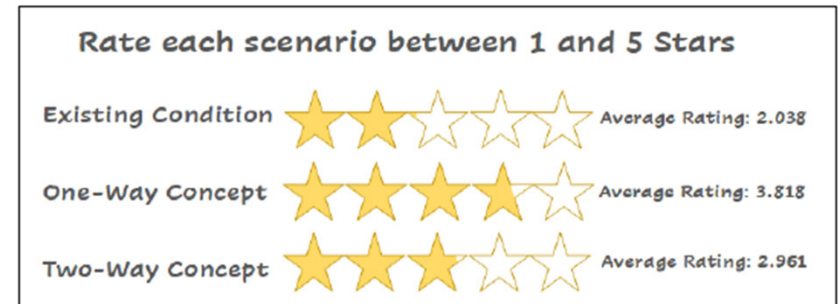 Rate each scenario between 1 and 5 Stars
Existing Condition Average Rating: 2.038
One-Way Concept Average Rating: 3.818
Two-Way Concept Average Rating: 2.961